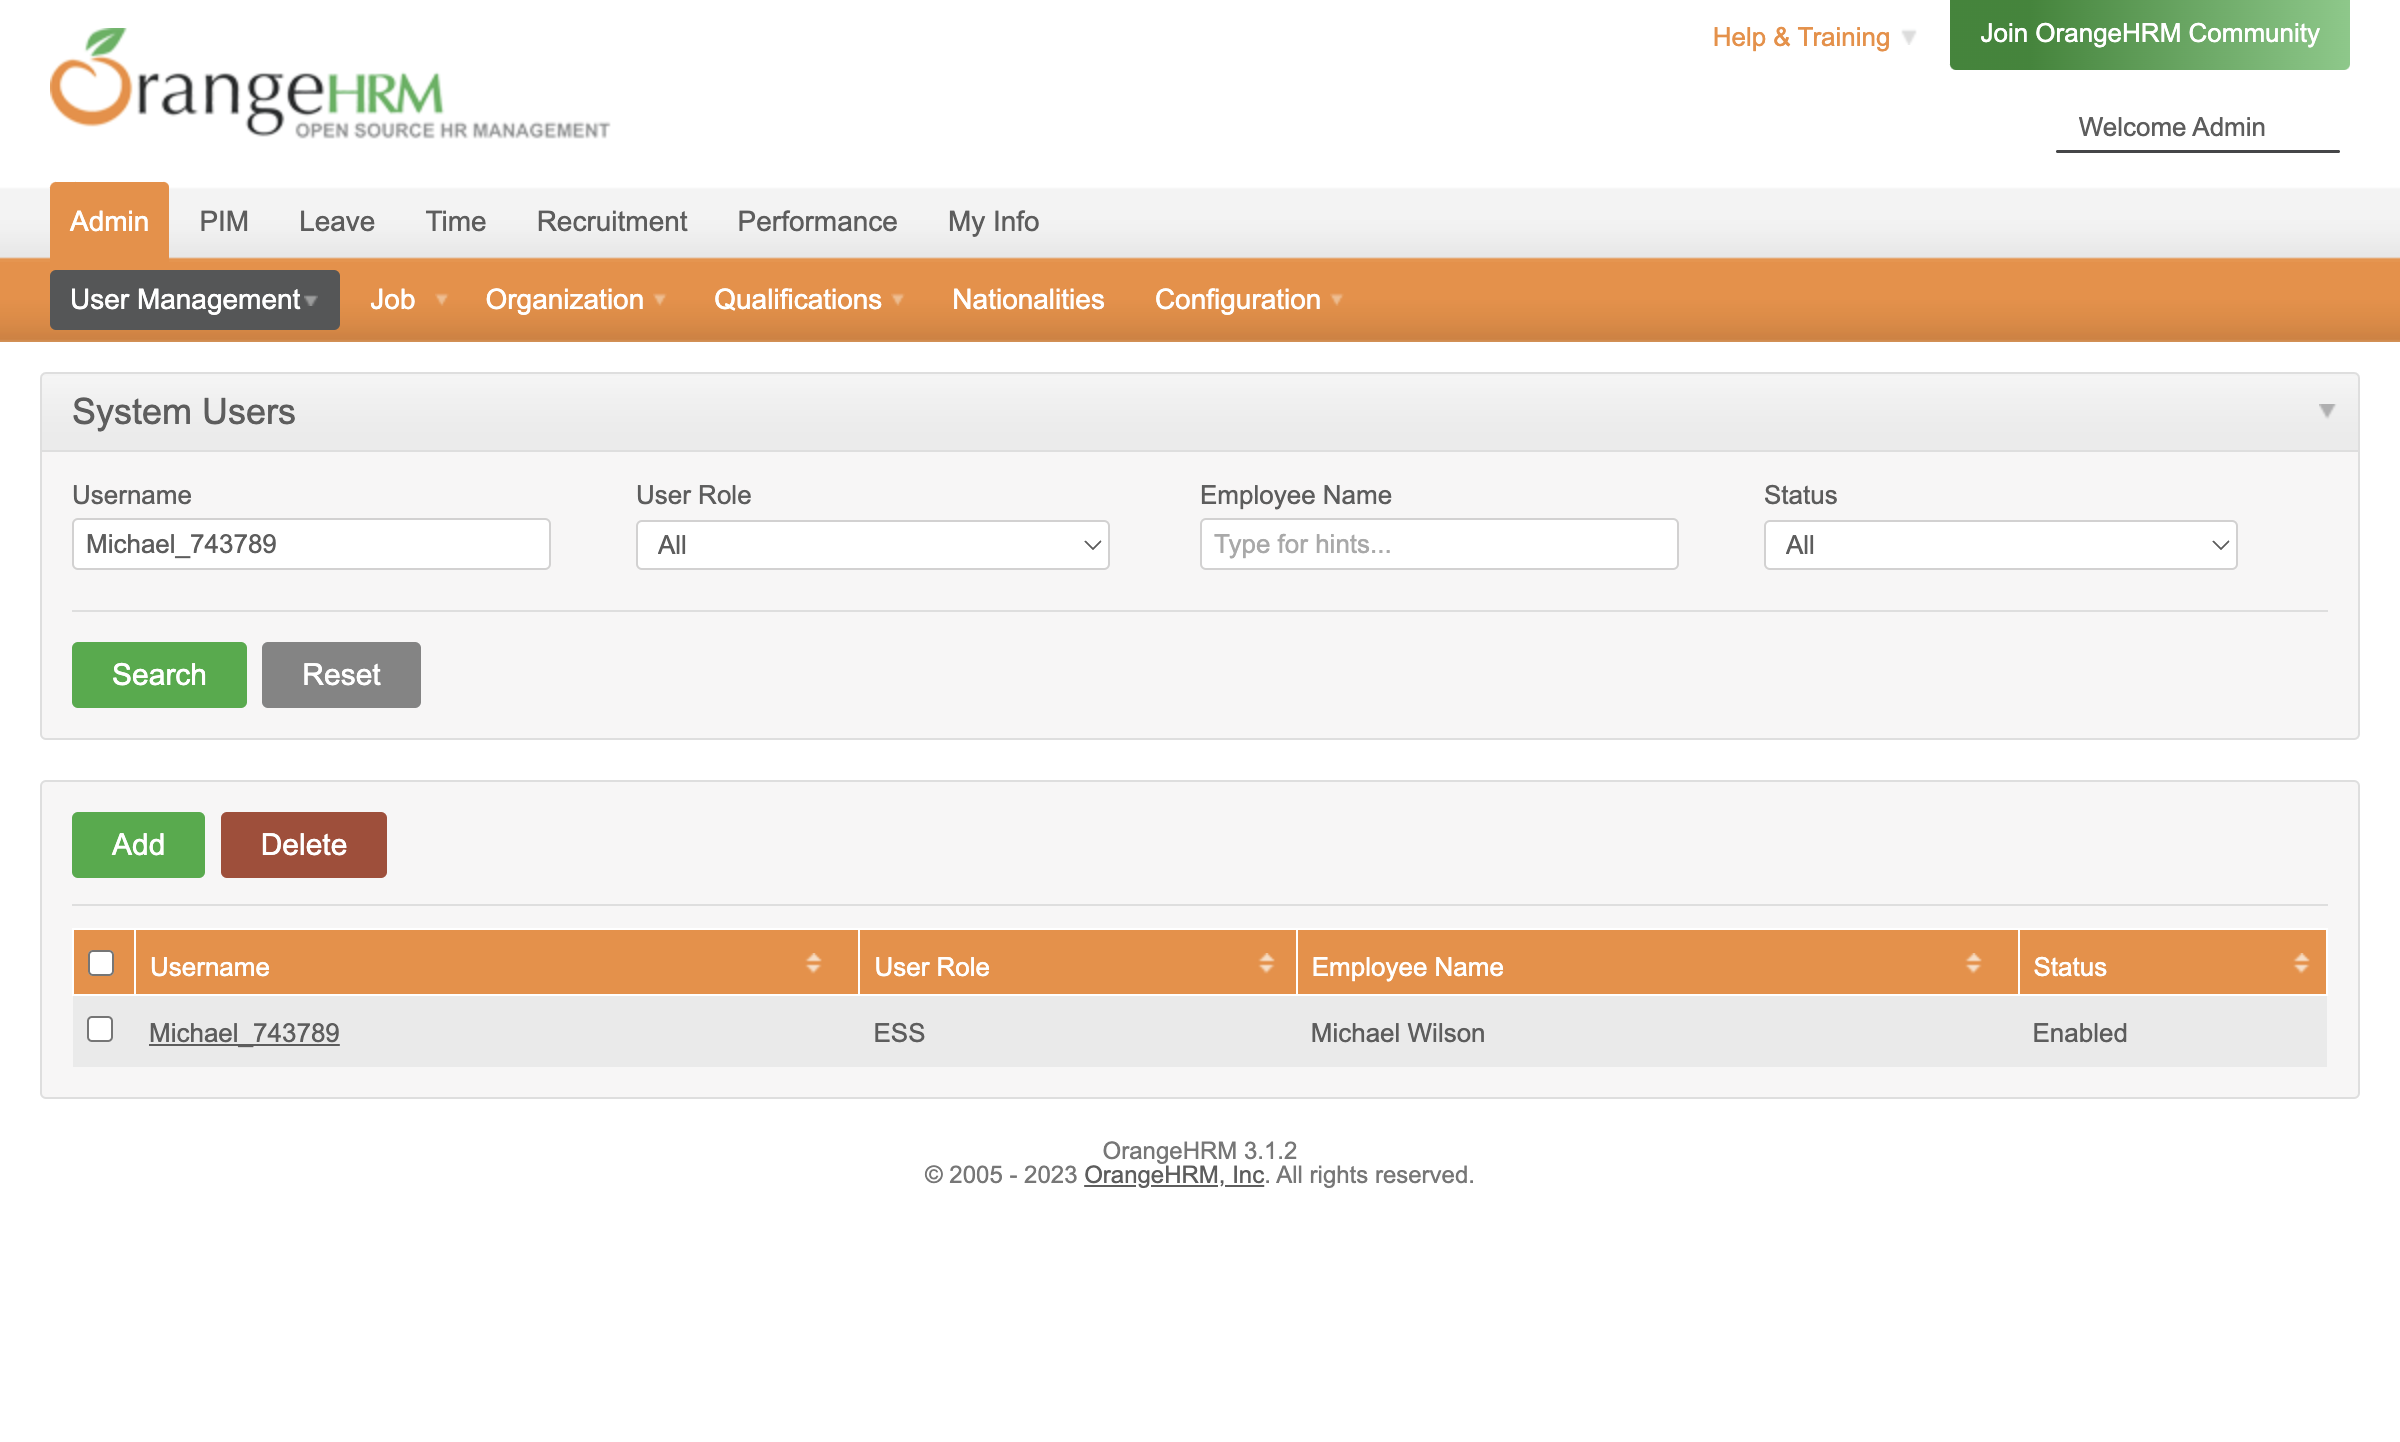 OrangeHRM
OPEN SOURCE HR MANAGEMENT
Help & Training
Join OrangeHRM Community
Welcome Admin
Admin PIM Leave Time Recruitment Performance My Info
User Management Job Organization Qualifications Nationalities Configuration
System Users
Username User Role Employee Name Status
Michael_743789 All Type for hints... All
Search Reset
Add Delete
Username User Role Employee Name Status
Michael_743789 ESS Michael Wilson Enabled
OrangeHRM 3.1.2
© 2005 - 2023 OrangeHRM, Inc. All rights reserved.